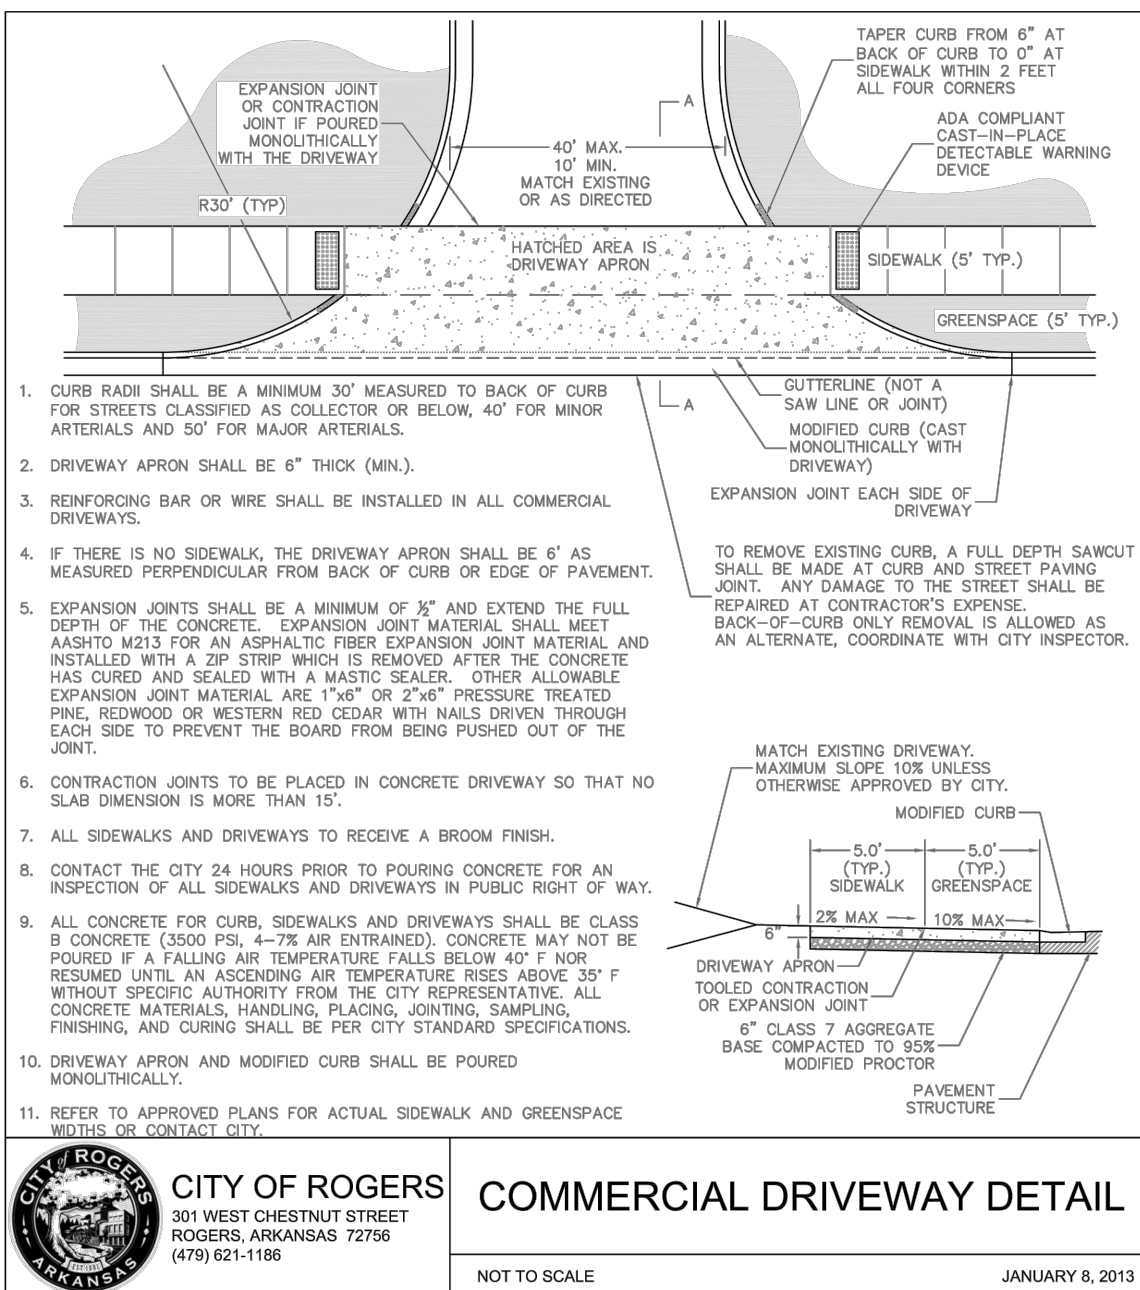 TAPER CURB FROM 6" AT
BACK OF CURB TO 0" AT
SIDEWALK WITHIN 2 FEET
ALL FOUR CORNERS
EXPANSION JOINT
OR CONTRACTION
JOINT IF POURED
MONOLITHICALLY
WITH THE DRIVEWAY
A
ADA COMPLIANT
CAST-IN-PLACE
DETECTABLE WARNING
DEVICE
40' MAX.
10' MIN.
MATCH EXISTING
OR AS DIRECTED
R30' (TYP)
HATCHED AREA IS
DRIVEWAY APRON
SIDEWALK (5' TYP.)
GREENSPACE (5' TYP.)
A
GUTTERLINE (NOT A
SAW LINE OR JOINT)
MODIFIED CURB (CAST
MONOLITHICALLY WITH
DRIVEWAY)
EXPANSION JOINT EACH SIDE OF
DRIVEWAY
TO REMOVE EXISTING CURB, A FULL DEPTH SAWCUT
SHALL BE MADE AT CURB AND STREET PAVING
JOINT. ANY DAMAGE TO THE STREET SHALL BE
REPAIRED AT CONTRACTOR'S EXPENSE.
BACK-OF-CURB ONLY REMOVAL IS ALLOWED AS
AN ALTERNATE, COORDINATE WITH CITY INSPECTOR.
1. CURB RADII SHALL BE A MINIMUM 30' MEASURED TO BACK OF CURB
FOR STREETS CLASSIFIED AS COLLECTOR OR BELOW, 40' FOR MINOR
ARTERIALS AND 50' FOR MAJOR ARTERIALS.
2. DRIVEWAY APRON SHALL BE 6" THICK (MIN.).
3. REINFORCING BAR OR WIRE SHALL BE INSTALLED IN ALL COMMERCIAL
DRIVEWAYS.
4. IF THERE IS NO SIDEWALK, THE DRIVEWAY APRON SHALL BE 6' AS
MEASURED PERPENDICULAR FROM BACK OF CURB OR EDGE OF PAVEMENT.
5. EXPANSION JOINTS SHALL BE A MINIMUM OF ½" AND EXTEND THE FULL
DEPTH OF THE CONCRETE. EXPANSION JOINT MATERIAL SHALL MEET
AASHTO M213 FOR AN ASPHALTIC FIBER EXPANSION JOINT MATERIAL AND
INSTALLED WITH A ZIP STRIP WHICH IS REMOVED AFTER THE CONCRETE
HAS CURED AND SEALED WITH A MASTIC SEALER. OTHER ALLOWABLE
EXPANSION JOINT MATERIAL ARE 1"x6" OR 2"x6" PRESSURE TREATED
PINE, REDWOOD OR WESTERN RED CEDAR WITH NAILS DRIVEN THROUGH
EACH SIDE TO PREVENT THE BOARD FROM BEING PUSHED OUT OF THE
JOINT.
6. CONTRACTION JOINTS TO BE PLACED IN CONCRETE DRIVEWAY SO THAT NO
SLAB DIMENSION IS MORE THAN 15'.
7. ALL SIDEWALKS AND DRIVEWAYS TO RECEIVE A BROOM FINISH.
8. CONTACT THE CITY 24 HOURS PRIOR TO POURING CONCRETE FOR AN
INSPECTION OF ALL SIDEWALKS AND DRIVEWAYS IN PUBLIC RIGHT OF WAY.
9. ALL CONCRETE FOR CURB, SIDEWALKS AND DRIVEWAYS SHALL BE CLASS
B CONCRETE (3500 PSI, 4-7% AIR ENTRAINED). CONCRETE MAY NOT BE
POURED IF A FALLING AIR TEMPERATURE FALLS BELOW 40° F NOR
RESUMED UNTIL AN ASCENDING AIR TEMPERATURE RISES ABOVE 35° F
WITHOUT SPECIFIC AUTHORITY FROM THE CITY REPRESENTATIVE. ALL
CONCRETE MATERIALS, HANDLING, PLACING, JOINTING, SAMPLING,
FINISHING, AND CURING SHALL BE PER CITY STANDARD SPECIFICATIONS.
10. DRIVEWAY APRON AND MODIFIED CURB SHALL BE POURED
MONOLITHICALLY.
11. REFER TO APPROVED PLANS FOR ACTUAL SIDEWALK AND GREENSPACE
WIDTHS OR CONTACT CITY.
MATCH EXISTING DRIVEWAY.
MAXIMUM SLOPE 10% UNLESS
OTHERWISE APPROVED BY CITY.
MODIFIED CURB
5.0'
(TYP.)
SIDEWALK
5.0'
(TYP.)
GREENSPACE
2% MAX
10% MAX
6"
DRIVEWAY APRON
TOOLED CONTRACTION
OR EXPANSION JOINT
6" CLASS 7 AGGREGATE
BASE COMPACTED TO 95%
MODIFIED PROCTOR
PAVEMENT
STRUCTURE
CITY of ROGERS
ARKANSAS
CITY OF ROGERS
301 WEST CHESTNUT STREET
ROGERS, ARKANSAS 72756
(479) 621-1186
COMMERCIAL DRIVEWAY DETAIL
NOT TO SCALE
JANUARY 8, 2013